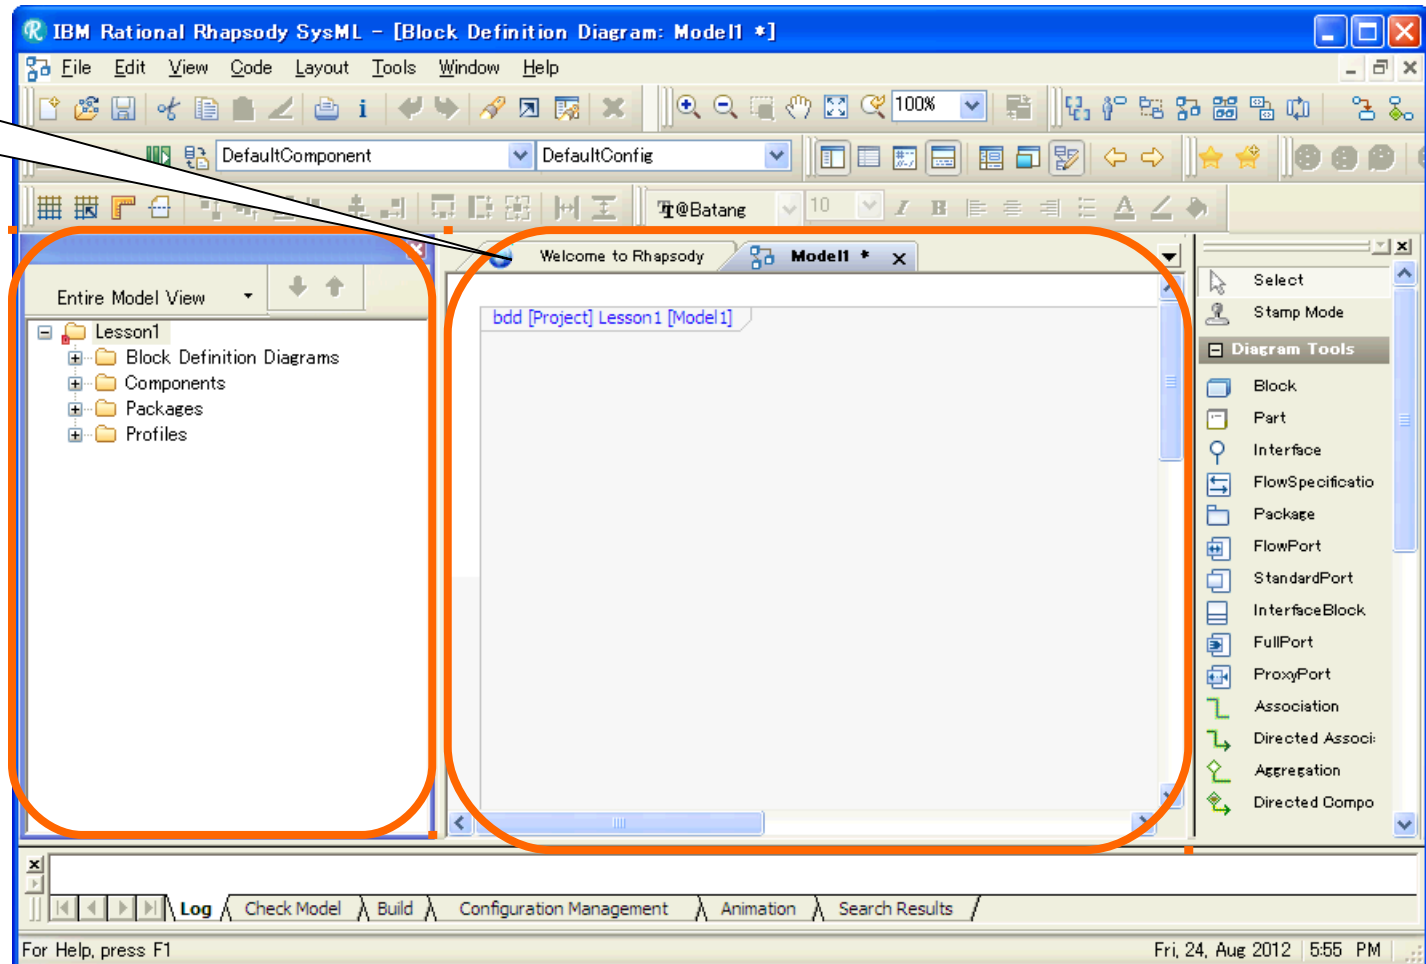 IBM Rational Rhapsody SysML - [Block Definition Diagram: Model1 *]
File Edit View Code Layout Tools Window Help
100%
DefaultComponent DefaultConfig
@Batang 10
Welcome to Rhapsody Model1 *
Entire Model View
Lesson1
Block Definition Diagrams
Components
Packages
Profiles
bdd [Project] Lesson1 [Model1]
Select
Stamp Mode
Diagram Tools
Block
Part
Interface
FlowSpecificatio
Package
FlowPort
StandardPort
InterfaceBlock
FullPort
ProxyPort
Association
Directed Associ
Aggregation
Directed Compo
Log Check Model Build Configuration Management Animation Search Results
For Help, press F1 Fri, 24, Aug 2012 5:55 PM